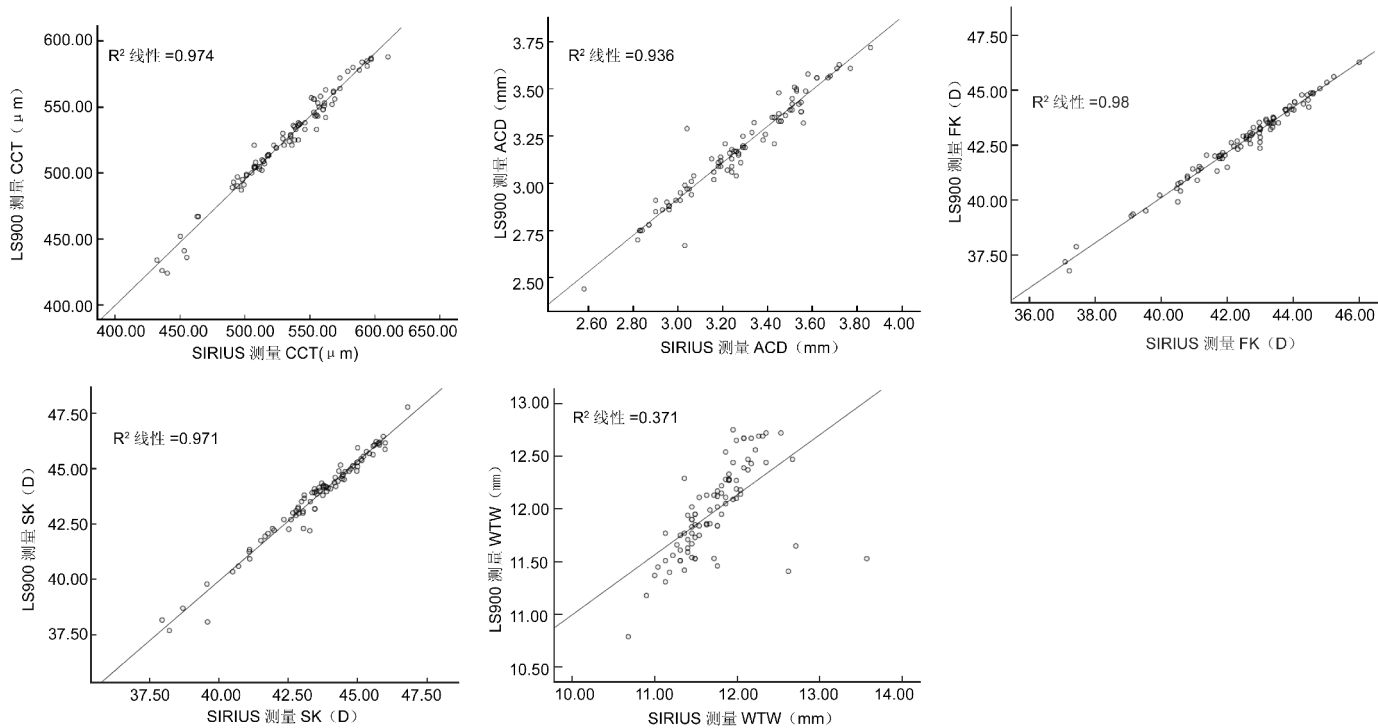 R² 线性 =0.974
LS900 测量 CCT（μm）
600.00
550.00
500.00
450.00
400.00
400.00 450.00 500.00 550.00 600.00 650.00
SIRIUS 测量 CCT(μm)
R² 线性 =0.936
LS900 测量 ACD（mm）
3.75
3.50
3.25
3.00
2.75
2.50
2.60 2.80 3.00 3.20 3.40 3.60 3.80 4.00
SIRIUS 测量 ACD（mm）
R² 线性 =0.98
LS900 测量 FK（D）
47.50
45.00
42.50
40.00
37.50
36.00 38.00 40.00 42.00 44.00 46.00
SIRIUS 测量 FK（D）
R² 线性 =0.971
LS900 测量 SK（D）
47.50
45.00
42.50
40.00
37.50
37.50 40.00 42.50 45.00 47.50
SIRIUS 测量 SK（D）
R² 线性 =0.371
LS900 测量 WTW（mm）
13.00
12.50
12.00
11.50
11.00
10.50
10.00 11.00 12.00 13.00 14.00
SIRIUS 测量 WTW（mm）